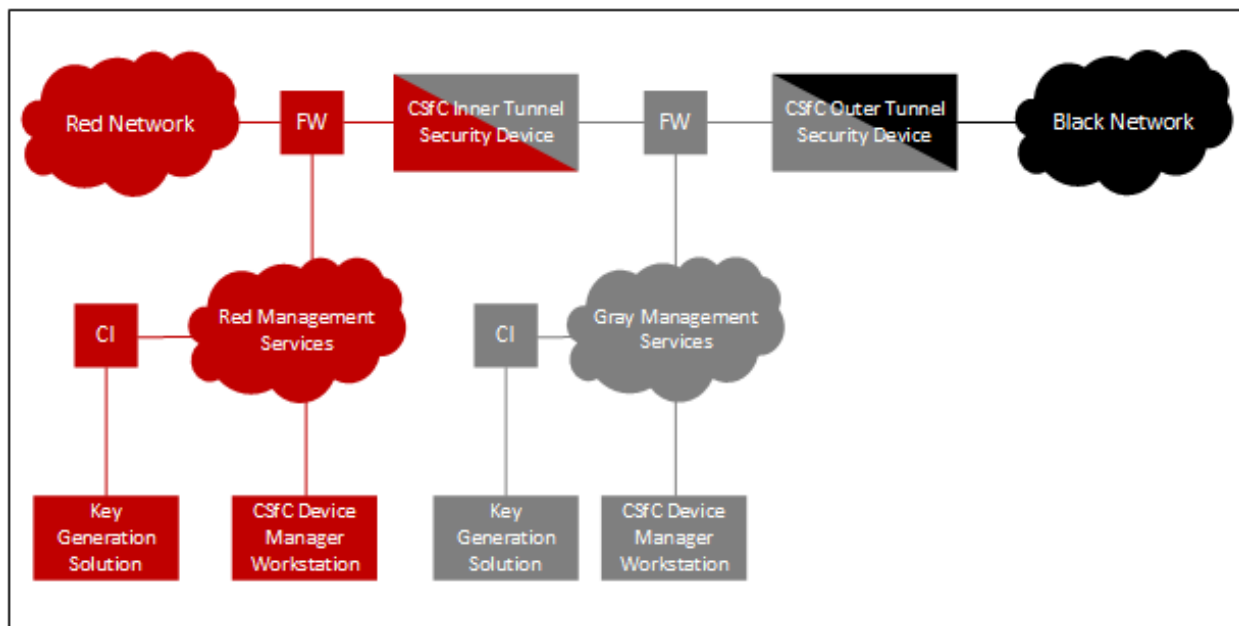 Red Network
FW
CSfC Inner Tunnel
Security Device
FW
CSfC Outer Tunnel
Security Device
Black Network
CI
Red Management
Services
CI
Gray Management
Services
Key
Generation
Solution
CSfC Device
Manager
Workstation
Key
Generation
Solution
CSfC Device
Manager
Workstation